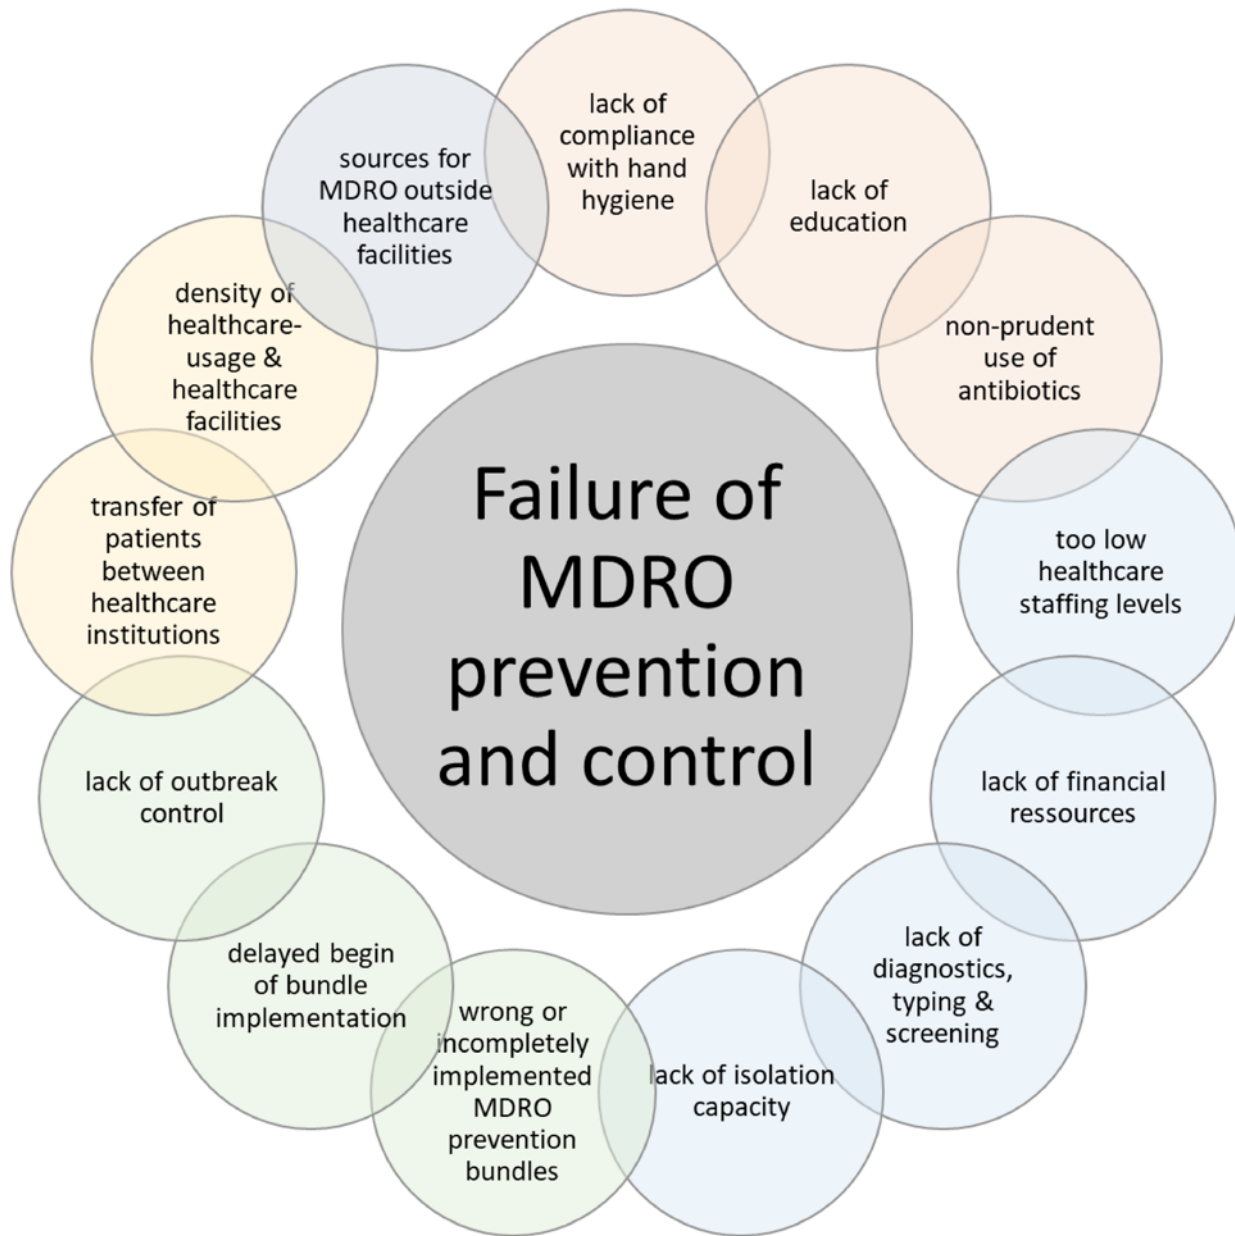 Failure of
MDRO
prevention
and control
lack of
compliance
with hand
hygiene
lack of
education
non-prudent
use of
antibiotics
too low
healthcare
staffing levels
lack of financial
ressources
lack of
diagnostics,
typing &
screening
lack of isolation
capacity
wrong or
incompletely
implemented
MDRO
prevention
bundles
delayed begin
of bundle
implementation
lack of outbreak
control
transfer of
patients
between
healthcare
institutions
density of
healthcare-
usage &
healthcare
facilities
sources for
MDRO outside
healthcare
facilities